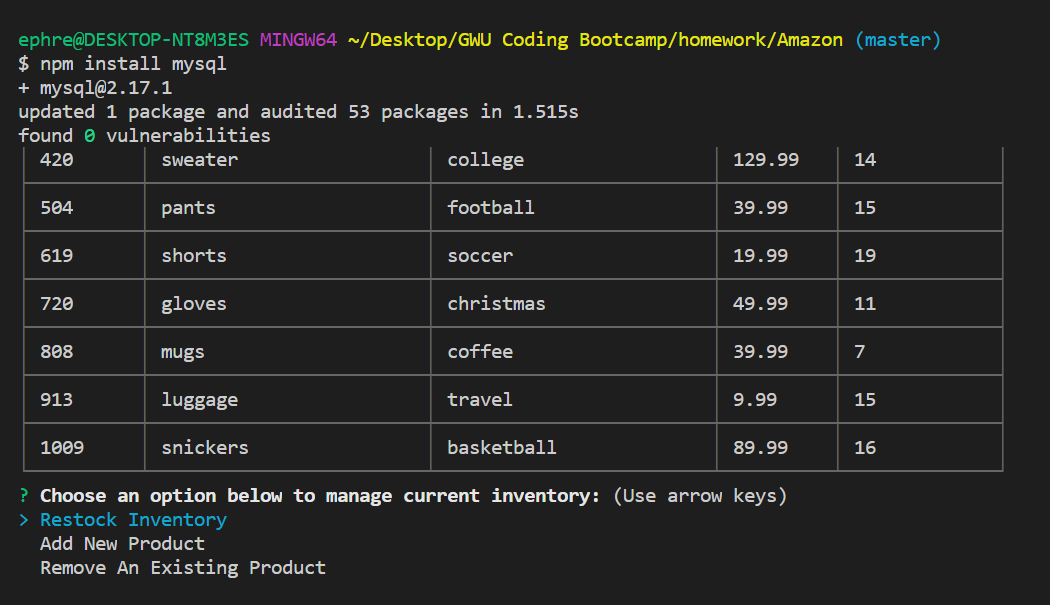 ephre@DESKTOP-NT8M3ES MINGW64 ~/Desktop/GWU Coding Bootcamp/homework/Amazon (master)
$ npm install mysql
+ mysql@2.17.1
updated 1 package and audited 53 packages in 1.515s
found 0 vulnerabilities
420 sweater college 129.99 14
504 pants football 39.99 15
619 shorts soccer 19.99 19
720 gloves christmas 49.99 11
808 mugs coffee 39.99 7
913 luggage travel 9.99 15
1009 snickers basketball 89.99 16
? Choose an option below to manage current inventory: (Use arrow keys)
> Restock Inventory
Add New Product
Remove An Existing Product